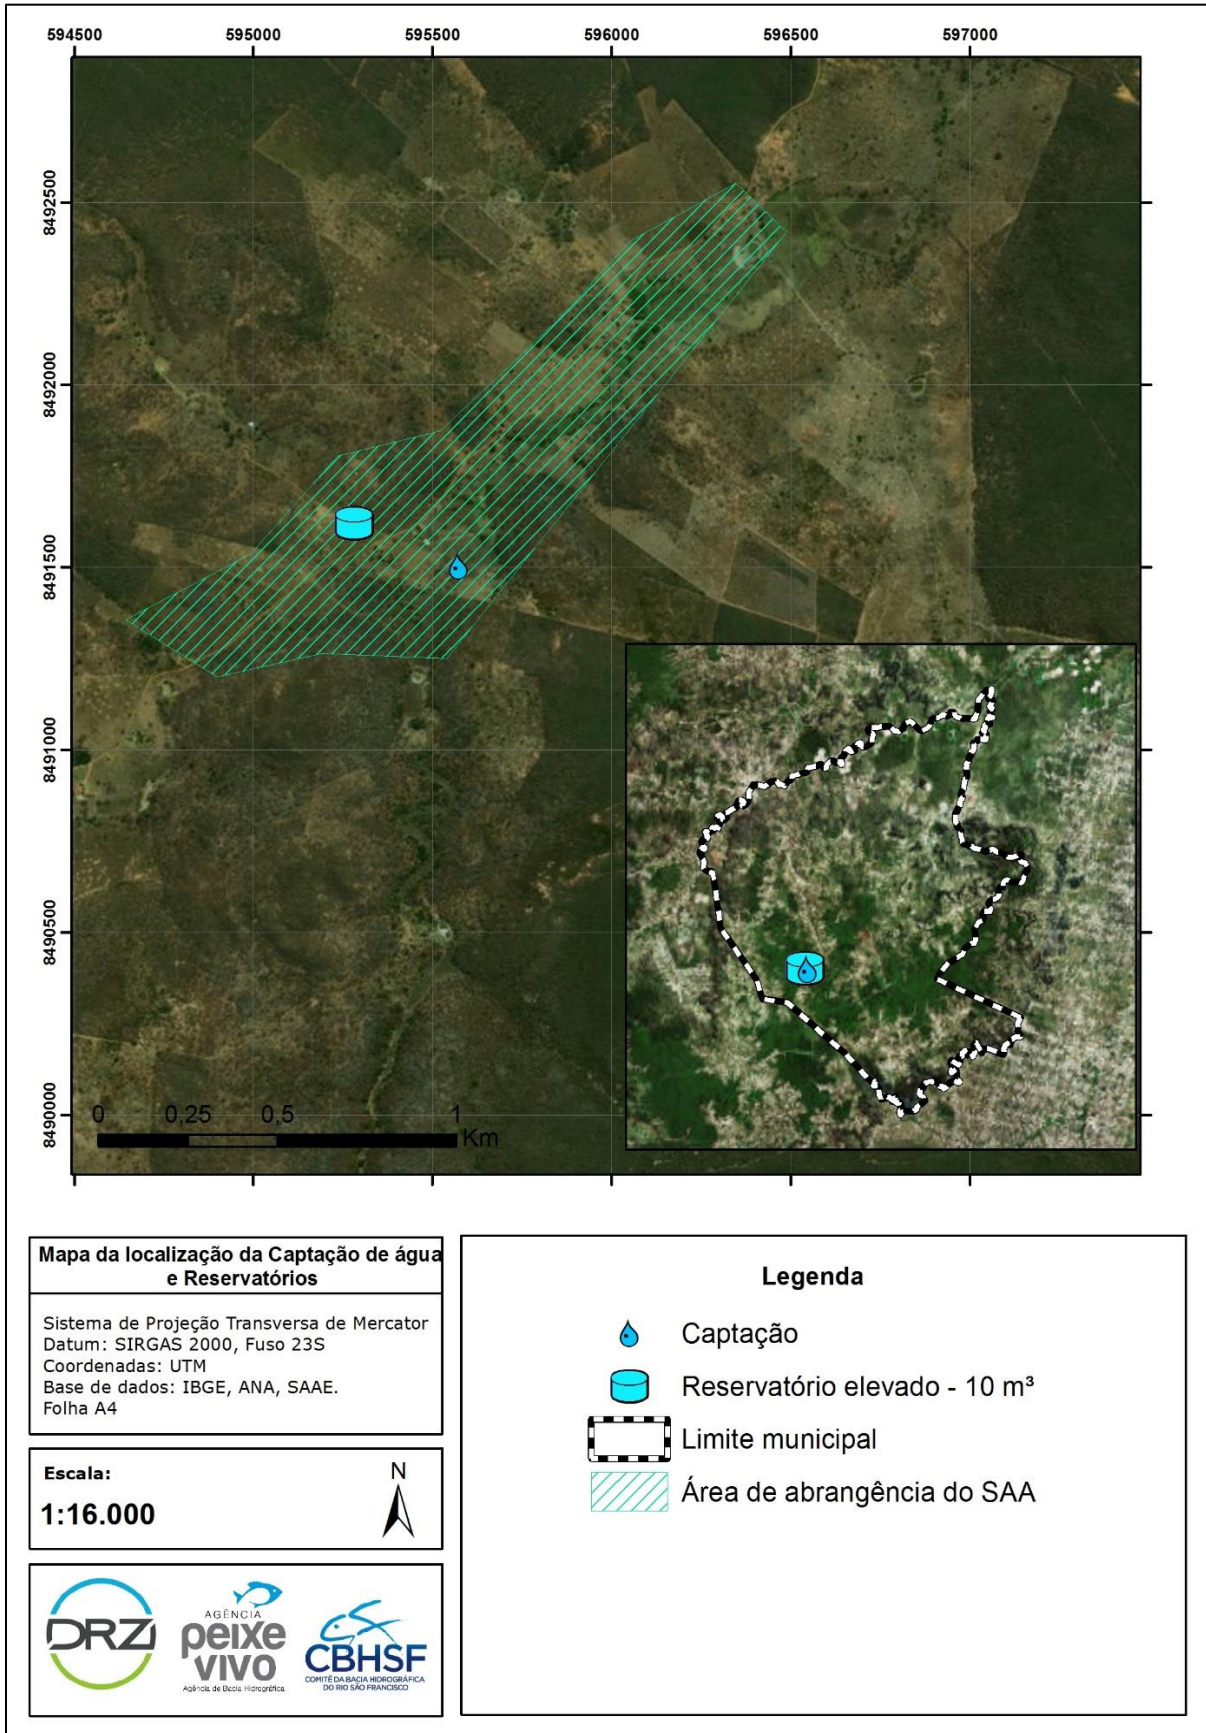 594500 595000 595500 596000 596500 597000
8492500
8492000
8491500
8491000
8490500
8490000
0 0,25 0,5 1
Km
Mapa da localização da Captação de água
e Reservatórios
Sistema de Projeção Transversa de Mercator
Datum: SIRGAS 2000, Fuso 23S
Coordenadas: UTM
Base de dados: IBGE, ANA, SAAE.
Folha A4
Escala:
1:16.000
N
DRZ
AGÊNCIA
peixe
vivo
Agência de Bacia Hidrográfica
CBHSF
COMITÊ DA BACIA HIDROGRÁFICA
DO RIO SÃO FRANCISCO
Legenda
Captação
Reservatório elevado - 10 m³
Limite municipal
Área de abrangência do SAA